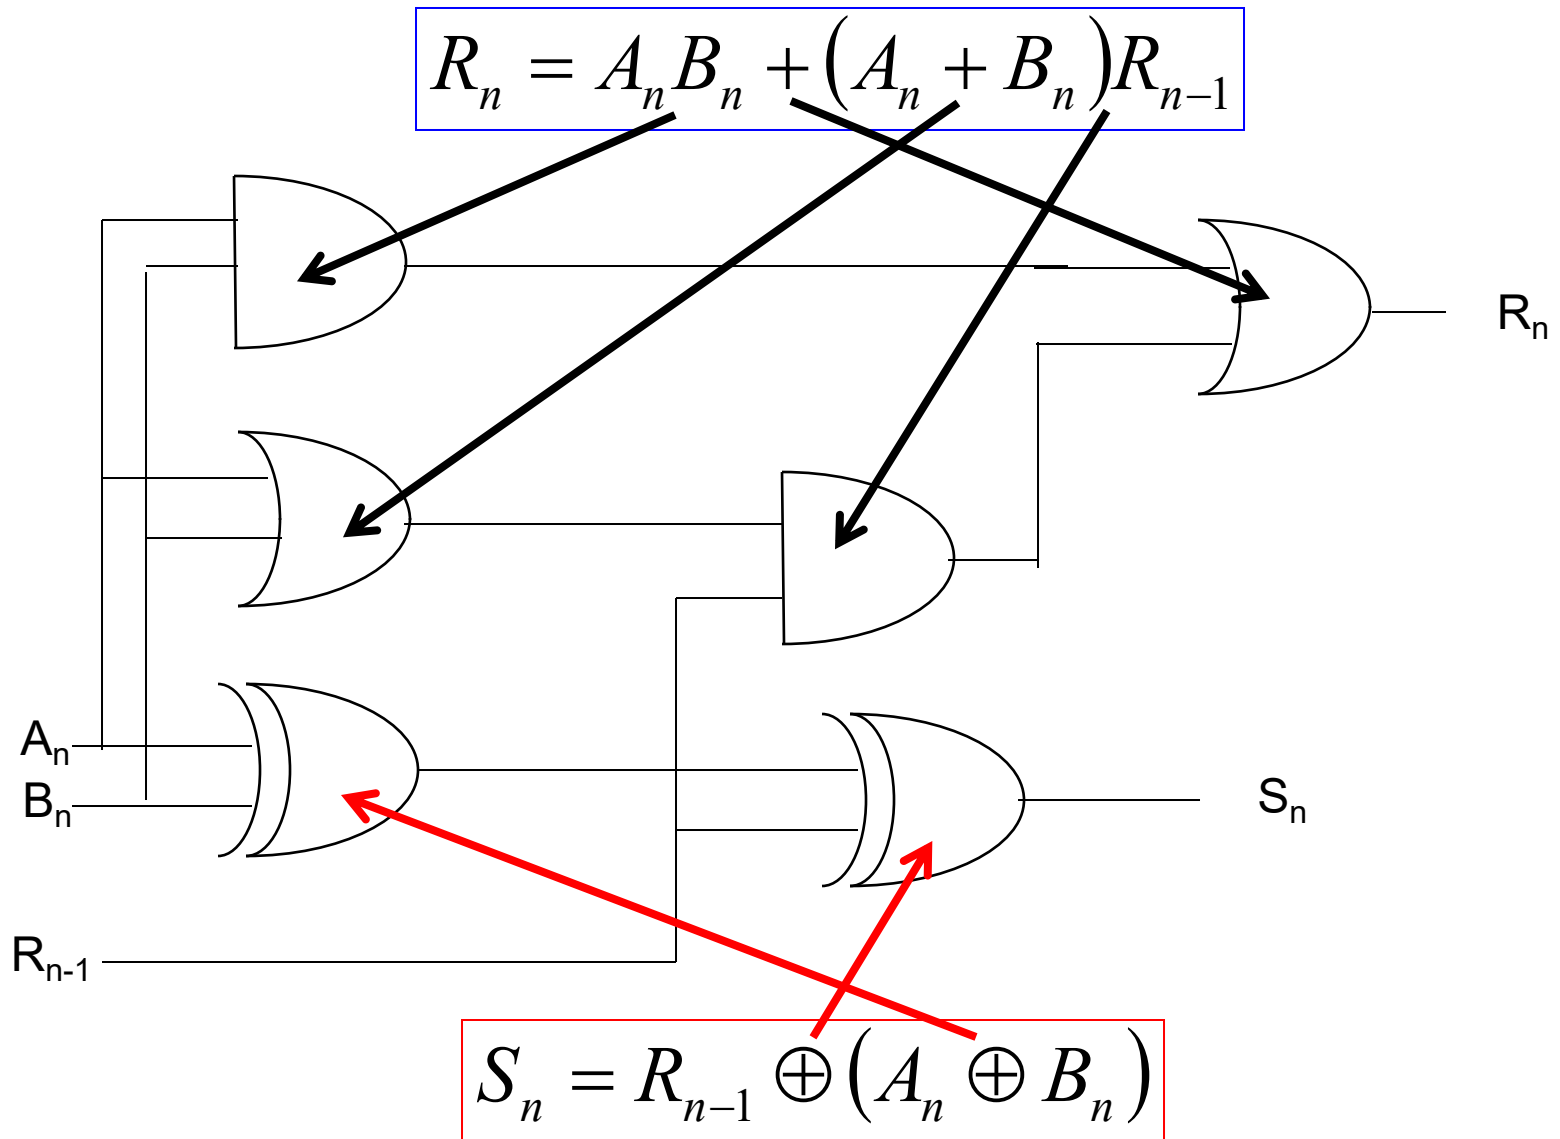 Rₙ = AₙBₙ + (Aₙ + Bₙ)Rₙ₋₁
Rₙ
Aₙ
Bₙ
Sₙ
Rₙ₋₁
Sₙ = Rₙ₋₁ ⊕ (Aₙ ⊕ Bₙ)